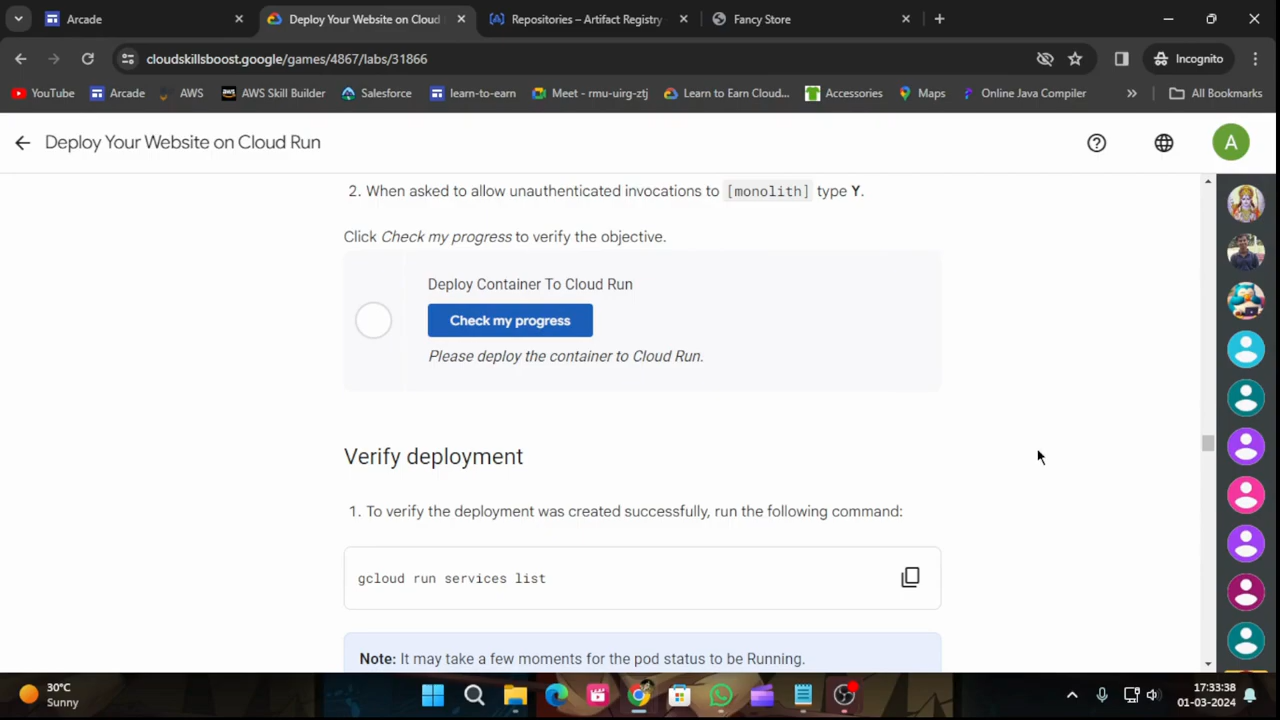 Arcade
Deploy Your Website on Cloud
Repositories – Artifact Registry
Fancy Store
cloudskillsboost.google/games/4867/labs/31866
Incognito
YouTube
Arcade
AWS
AWS Skill Builder
Salesforce
learn-to-earn
Meet - rmu-uirg-ztj
Learn to Earn Cloud...
Accessories
Maps
Online Java Compiler
»
All Bookmarks
Deploy Your Website on Cloud Run
A
2. When asked to allow unauthenticated invocations to [monolith] type Y.
Click Check my progress to verify the objective.
Deploy Container To Cloud Run
Check my progress
Please deploy the container to Cloud Run.
Verify deployment
1. To verify the deployment was created successfully, run the following command:
gcloud run services list
Note: It may take a few moments for the pod status to be Running.
30°C
Sunny
17:33:38
01-03-2024